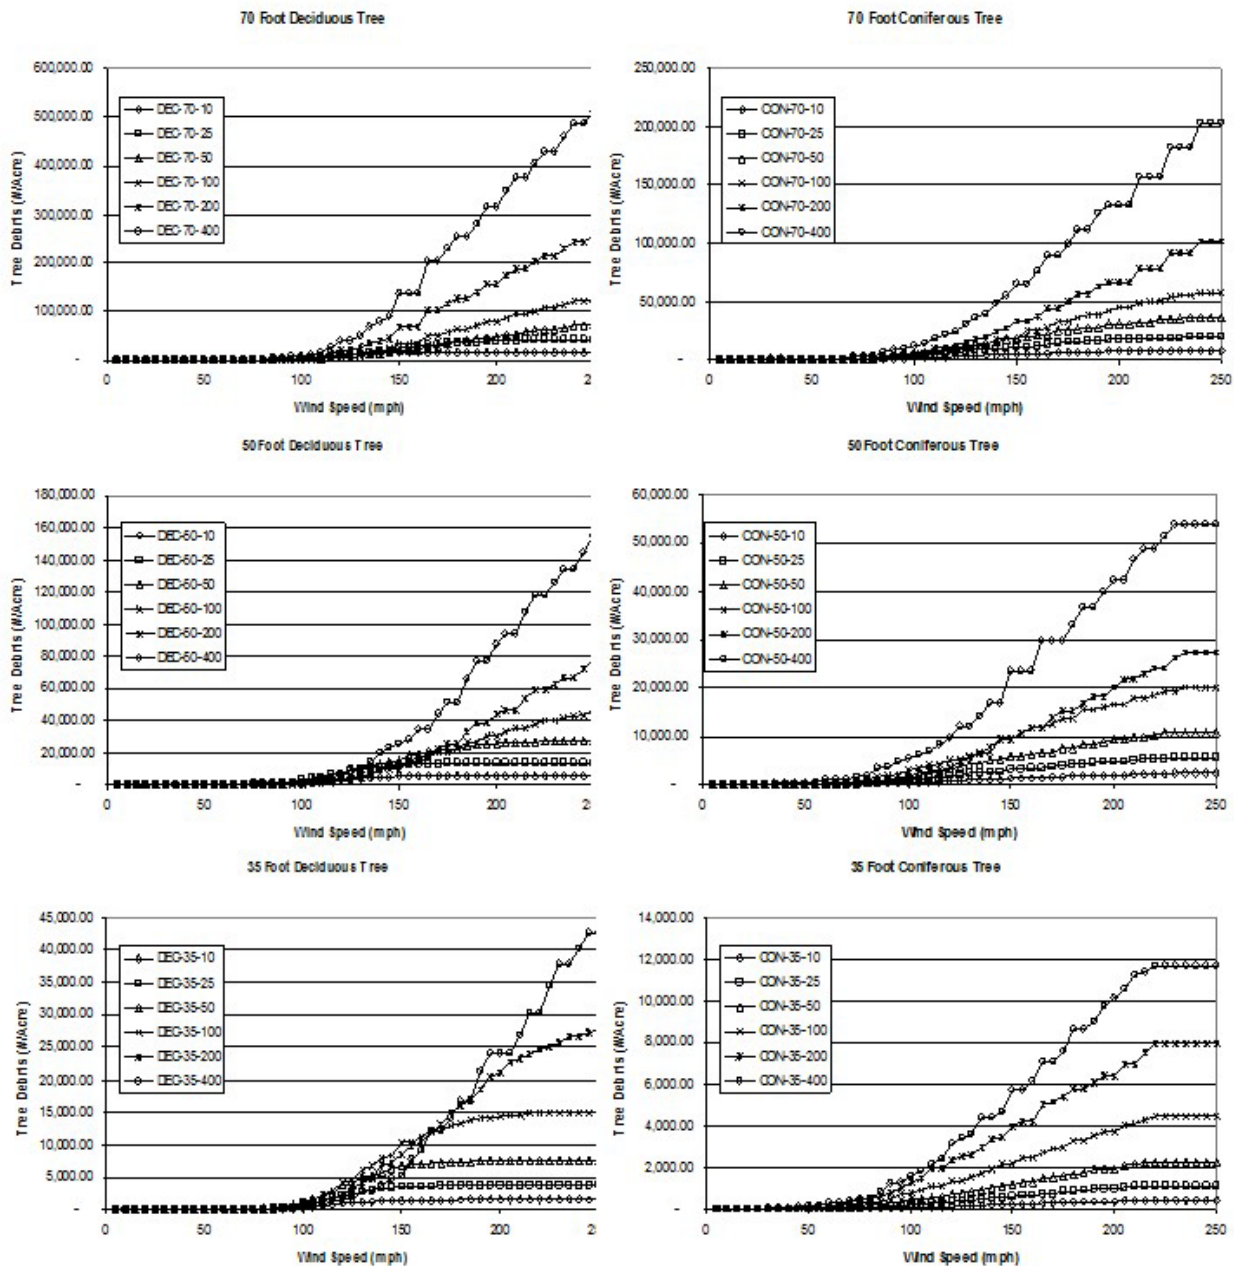 70 Foot Deciduous Tree
600,000.00
500,000.00
400,000.00
300,000.00
200,000.00
100,000.00
-
Tree Debris (#/Acre)
DEC-70-10
DEC-70-25
DEC-70-50
DEC-70-100
DEC-70-200
DEC-70-400
0 50 100 150 200 2
Wind Speed (mph)
70 Foot Coniferous Tree
250,000.00
200,000.00
150,000.00
100,000.00
50,000.00
-
Tree Debris (#/Acre)
CON-70-10
CON-70-25
CON-70-50
CON-70-100
CON-70-200
CON-70-400
0 50 100 150 200 250
Wind Speed (mph)
50 Foot Deciduous Tree
180,000.00
160,000.00
140,000.00
120,000.00
100,000.00
80,000.00
60,000.00
40,000.00
20,000.00
-
Tree Debris (#/Acre)
DEC-50-10
DEC-50-25
DEC-50-50
DEC-50-100
DEC-50-200
DEC-50-400
0 50 100 150 200 2
Wind Speed (mph)
50 Foot Coniferous Tree
60,000.00
50,000.00
40,000.00
30,000.00
20,000.00
10,000.00
-
Tree Debris (#/Acre)
CON-50-10
CON-50-25
CON-50-50
CON-50-100
CON-50-200
CON-50-400
0 50 100 150 200 250
Wind Speed (mph)
35 Foot Deciduous Tree
45,000.00
40,000.00
35,000.00
30,000.00
25,000.00
20,000.00
15,000.00
10,000.00
5,000.00
-
Tree Debris (#/Acre)
DEC-35-10
DEC-35-25
DEC-35-50
DEC-35-100
DEC-35-200
DEC-35-400
0 50 100 150 200 2
Wind Speed (mph)
35 Foot Coniferous Tree
14,000.00
12,000.00
10,000.00
8,000.00
6,000.00
4,000.00
2,000.00
-
Tree Debris (#/Acre)
CON-35-10
CON-35-25
CON-35-50
CON-35-100
CON-35-200
CON-35-400
0 50 100 150 200 250
Wind Speed (mph)